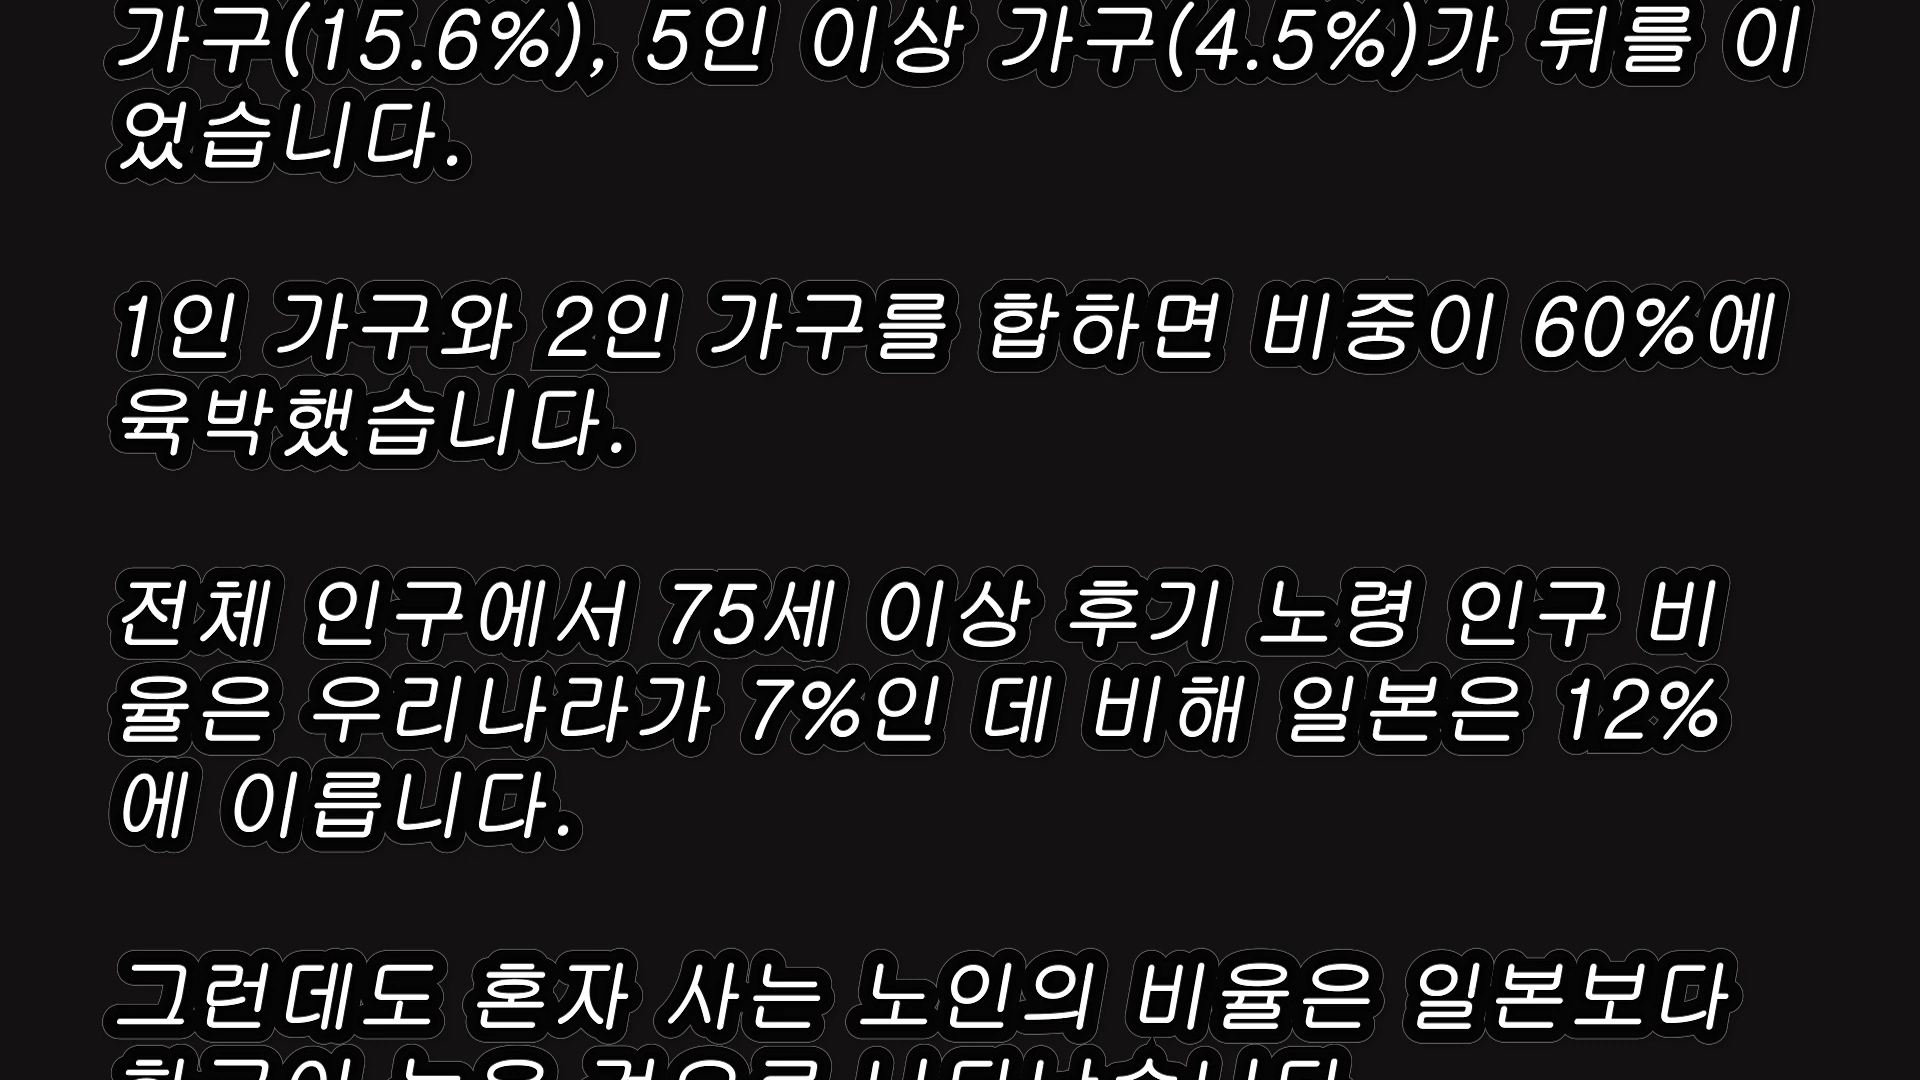 가구(15.6%), 5인 이상 가구(4.5%)가 뒤를 이
었습니다.
1인 가구와 2인 가구를 합하면 비중이 60%에
육박했습니다.
전체 인구에서 75세 이상 후기 노령 인구 비
율은 우리나라가 7%인 데 비해 일본은 12%
에 이릅니다.
그런데도 혼자 사는 노인의 비율은 일본보다